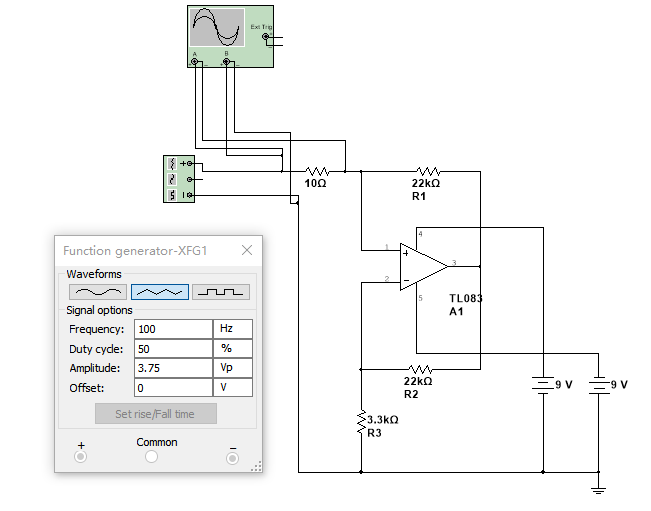 Ext Trig
+
−
A
B
+ − + −
+
10Ω
22kΩ
R1
Function generator-XFG1
Waveforms
Signal options
Frequency: 100 Hz
Duty cycle: 50 %
Amplitude: 3.75 Vp
Offset: 0 V
Set rise/Fall time
+ Common −
4
1
+
3
2
−
5
TL083
A1
22kΩ
R2
9 V
9 V
3.3kΩ
R3